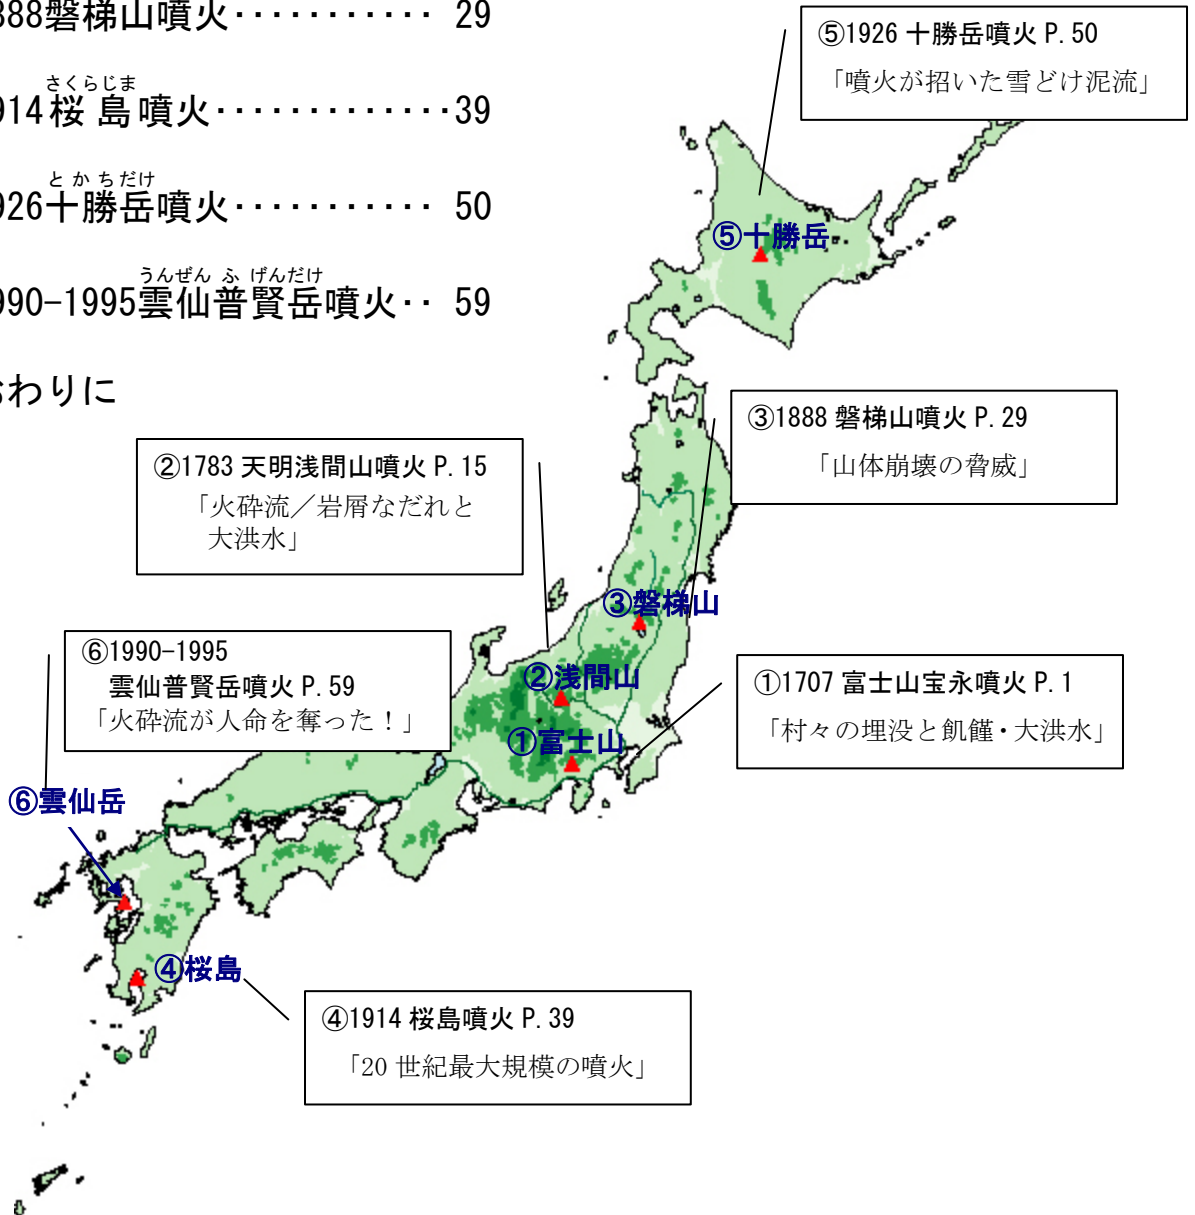 888磐梯山噴火・・・・・・・・・・・ 29
さくらじま
914桜島噴火・・・・・・・・・・・・・39
とかちだけ
926十勝岳噴火・・・・・・・・・・・ 50
うんぜんふげんだけ
990-1995雲仙普賢岳噴火・・ 59
おわりに
⑤1926 十勝岳噴火 P.50
「噴火が招いた雪どけ泥流」
⑤十勝岳
③1888 磐梯山噴火 P.29
「山体崩壊の脅威」
②1783 天明浅間山噴火 P.15
「火砕流／岩屑なだれと
大洪水」
③磐梯山
⑥1990-1995
雲仙普賢岳噴火 P.59
「火砕流が人命を奪った！」
②浅間山
①1707 富士山宝永噴火 P.1
「村々の埋没と飢饉・大洪水」
①富士山
⑥雲仙岳
④桜島
④1914 桜島噴火 P.39
「20 世紀最大規模の噴火」